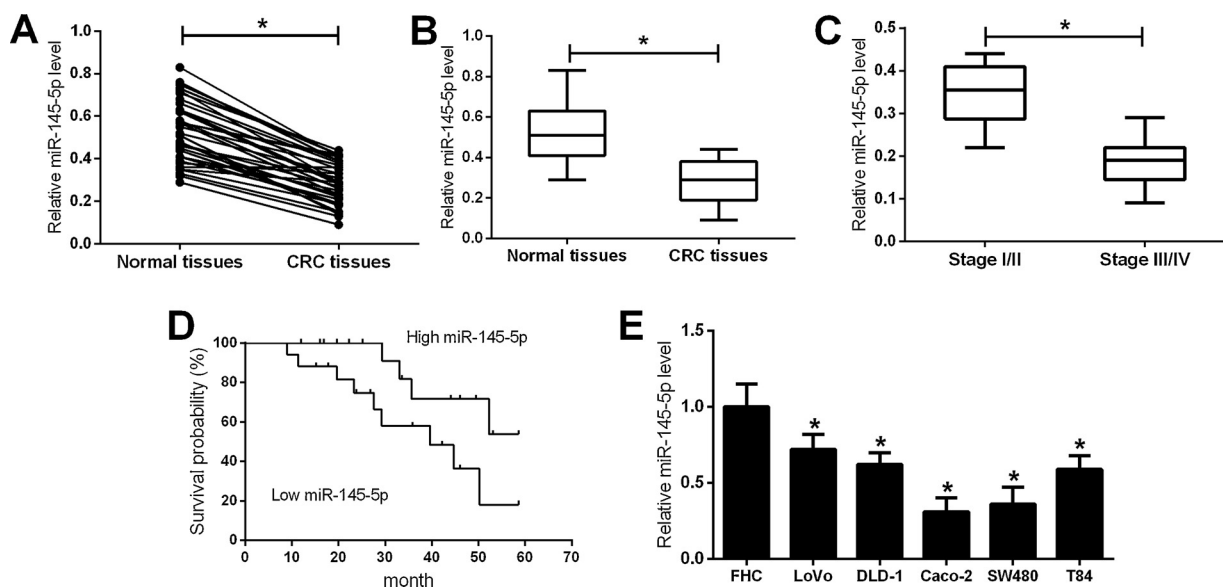 A
Relative miR-145-5p level
1.0
0.8
0.6
0.4
0.2
0.0
*
Normal tissues CRC tissues
B
Relative miR-145-5p level
1.0
0.8
0.6
0.4
0.2
0.0
*
Normal tissues CRC tissues
C
Relative miR-145-5p level
0.5
0.4
0.3
0.2
0.1
0.0
*
Stage I/II Stage III/IV
D
Survival probability (%)
100
80
60
40
20
0
High miR-145-5p
Low miR-145-5p
0 10 20 30 40 50 60 70
month
E
Relative miR-145-5p level
1.5
1.0
0.5
0.0
* * * * *
FHC LoVo DLD-1 Caco-2 SW480 T84